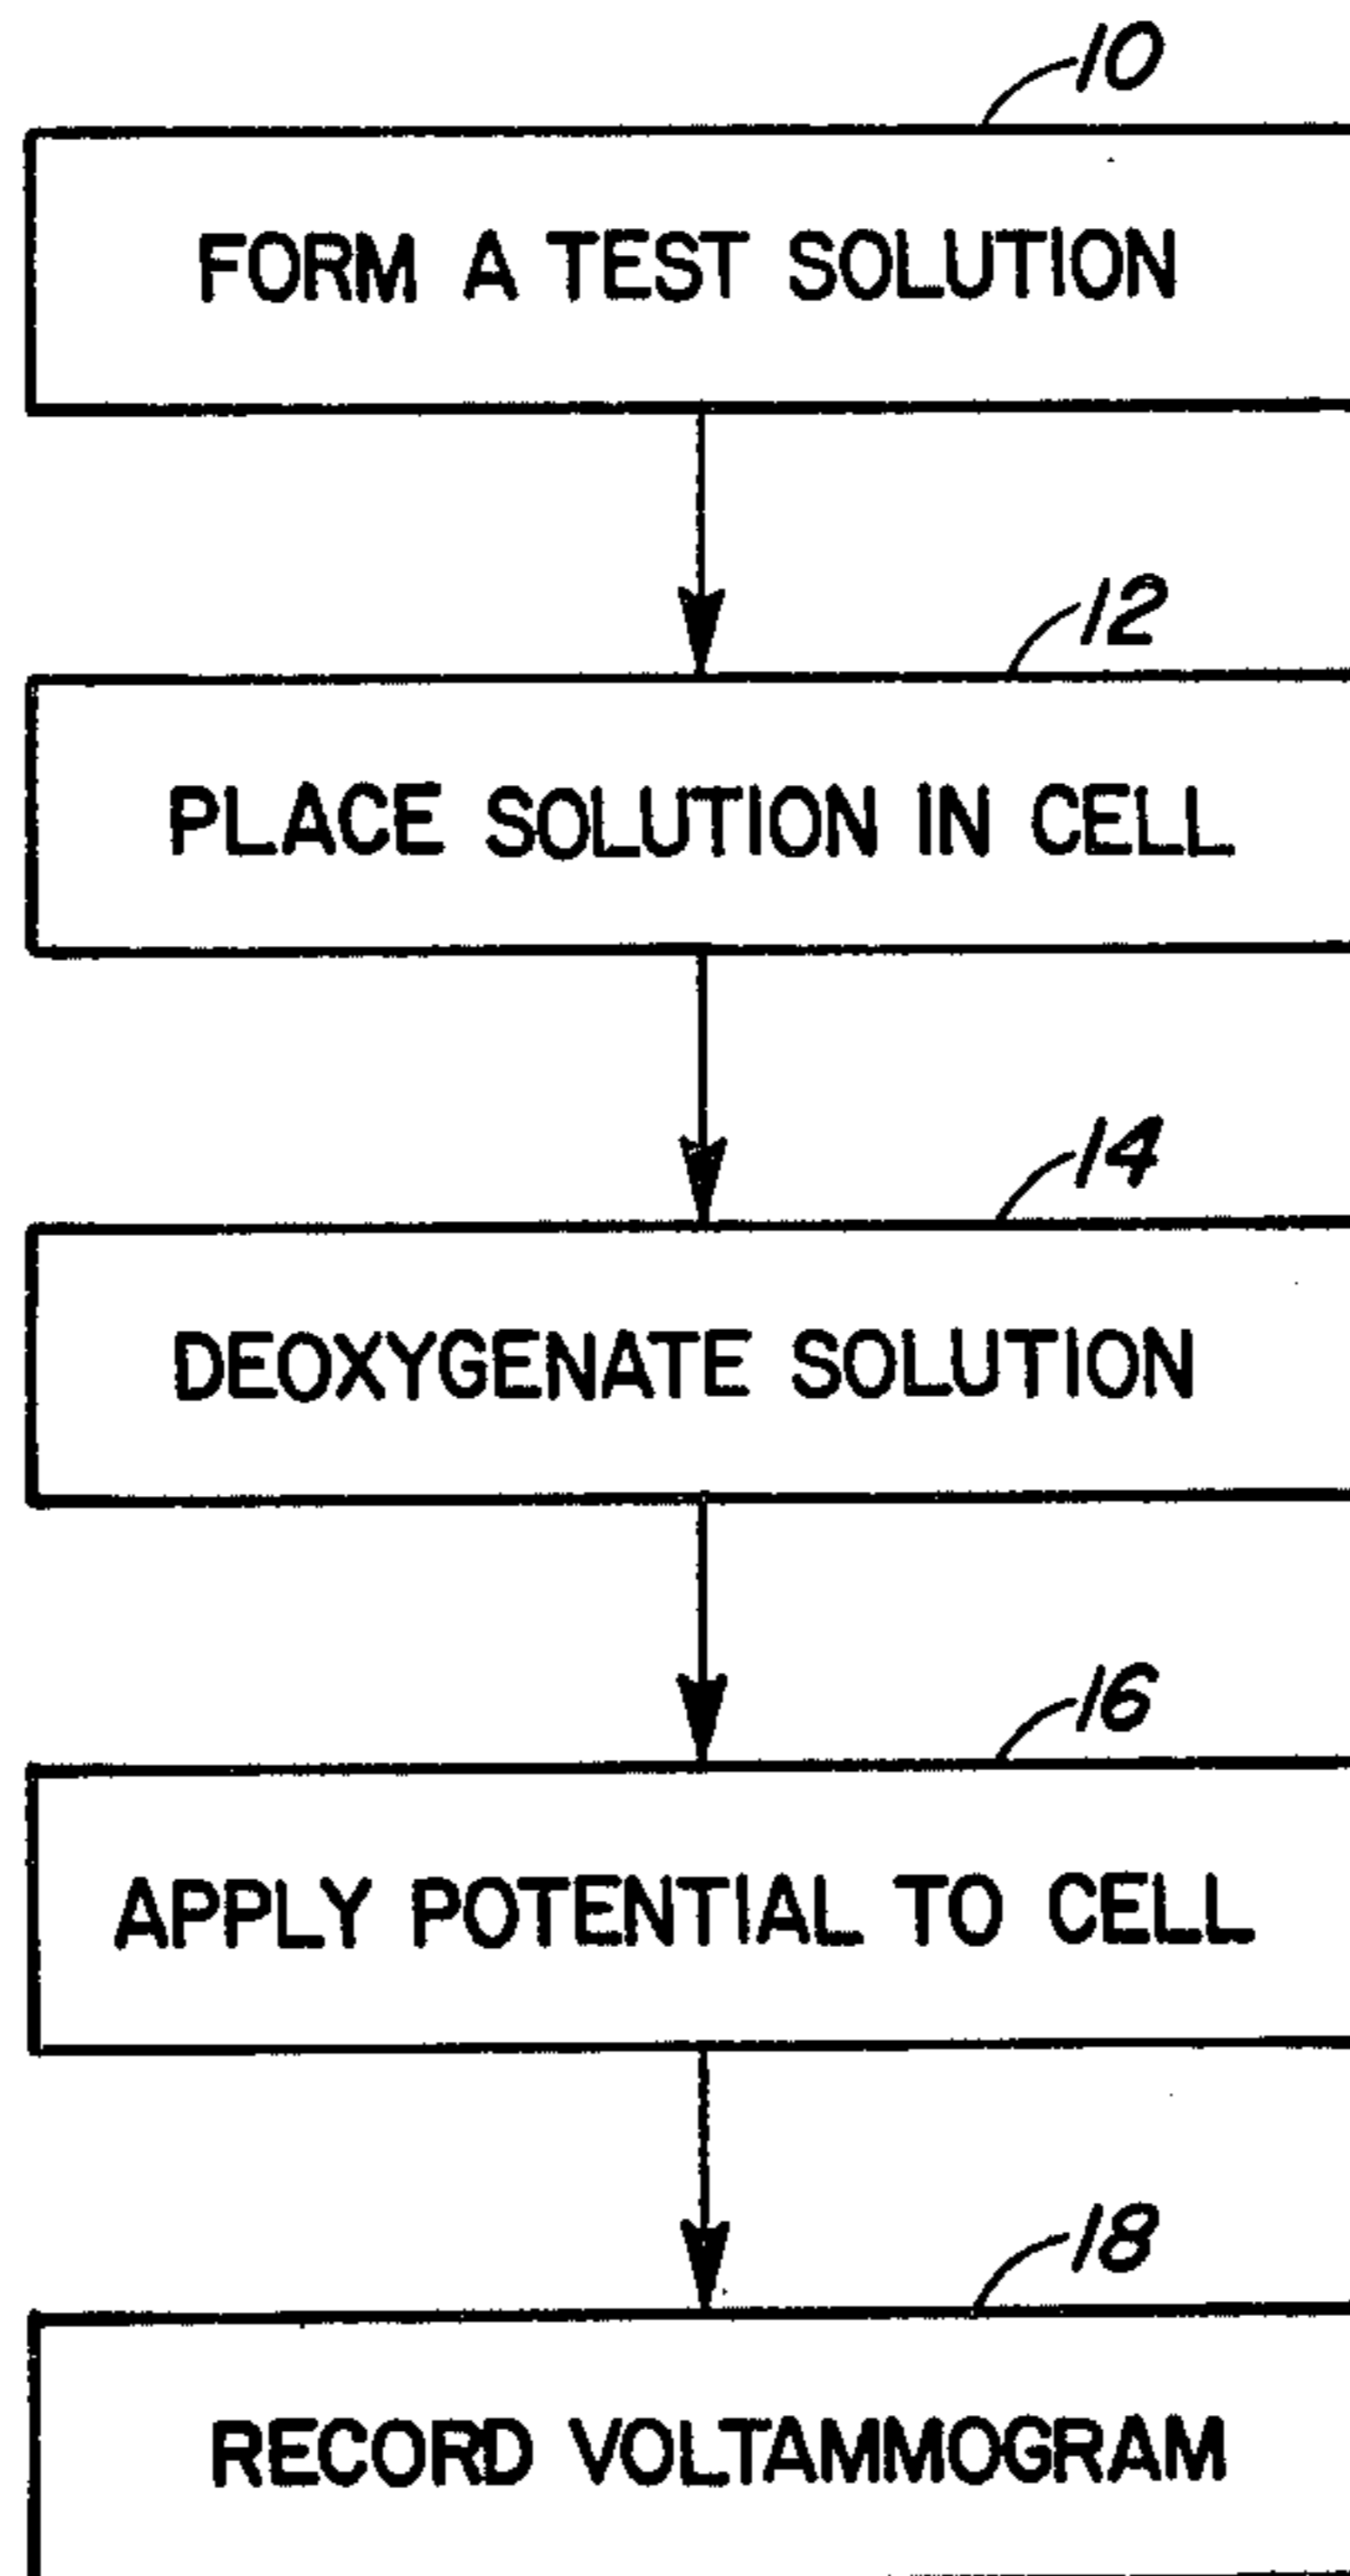 10
FORM A TEST SOLUTION
12
PLACE SOLUTION IN CELL
14
DEOXYGENATE SOLUTION
16
APPLY POTENTIAL TO CELL
18
RECORD VOLTAMMOGRAM